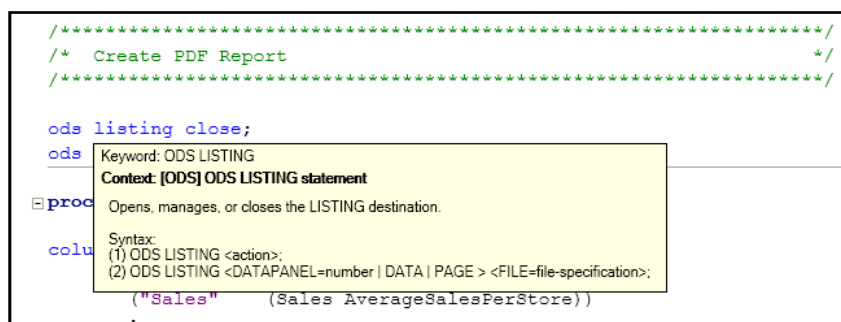 /*******************************************************************/
/*  Create PDF Report                                              */
/*******************************************************************/
ods listing close;
ods
Keyword: ODS LISTING
Context: [ODS] ODS LISTING statement
proc
Opens, manages, or closes the LISTING destination.
Syntax:
colu
(1) ODS LISTING <action>;
(2) ODS LISTING <DATAPANEL=number | DATA | PAGE > <FILE=file-specification>;
("Sales"    (Sales AverageSalesPerStore))